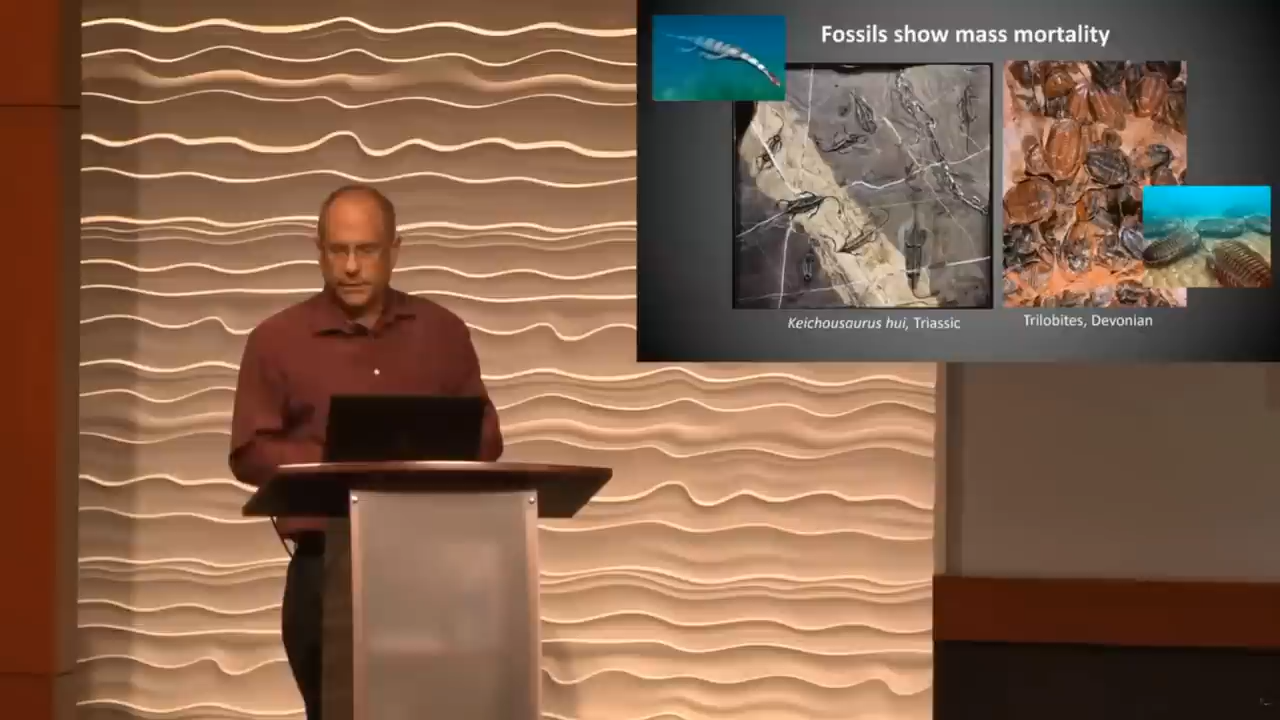 Fossils show mass mortality
Keichousaurus hui, Triassic
Trilobites, Devonian